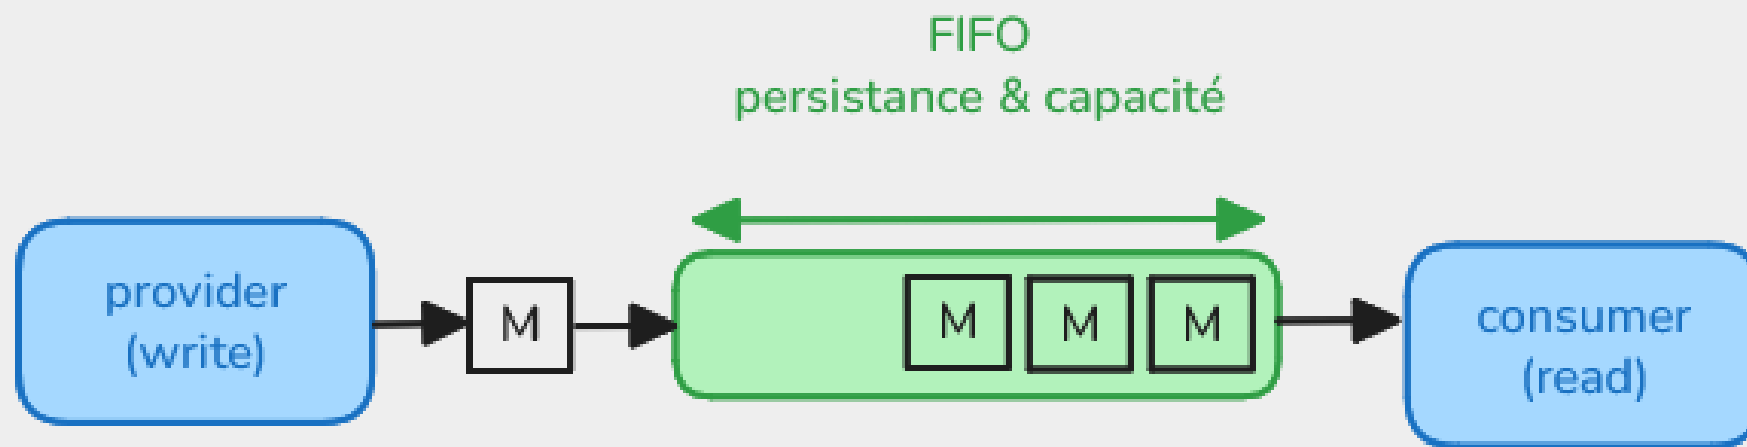 FIFO
persistance & capacité
provider
(write)
M
M
M
M
consumer
(read)